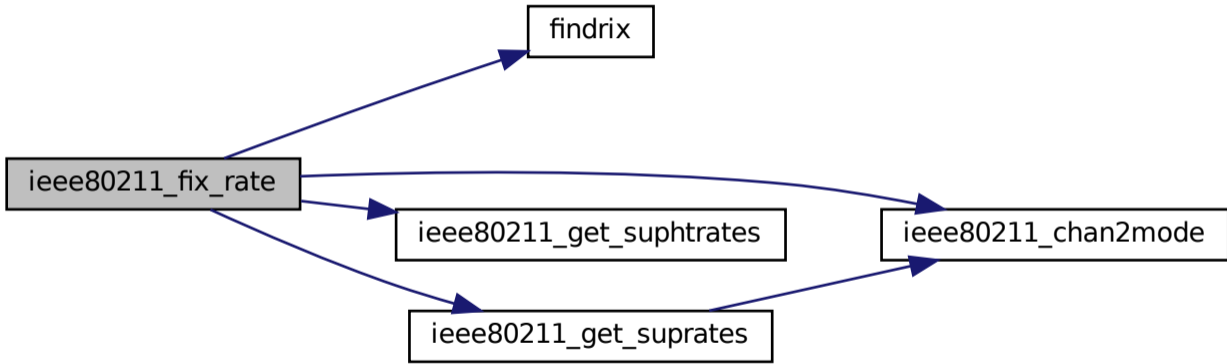 findrix
ieee80211_fix_rate
ieee80211_get_suphtrates
ieee80211_chan2mode
ieee80211_get_suprates